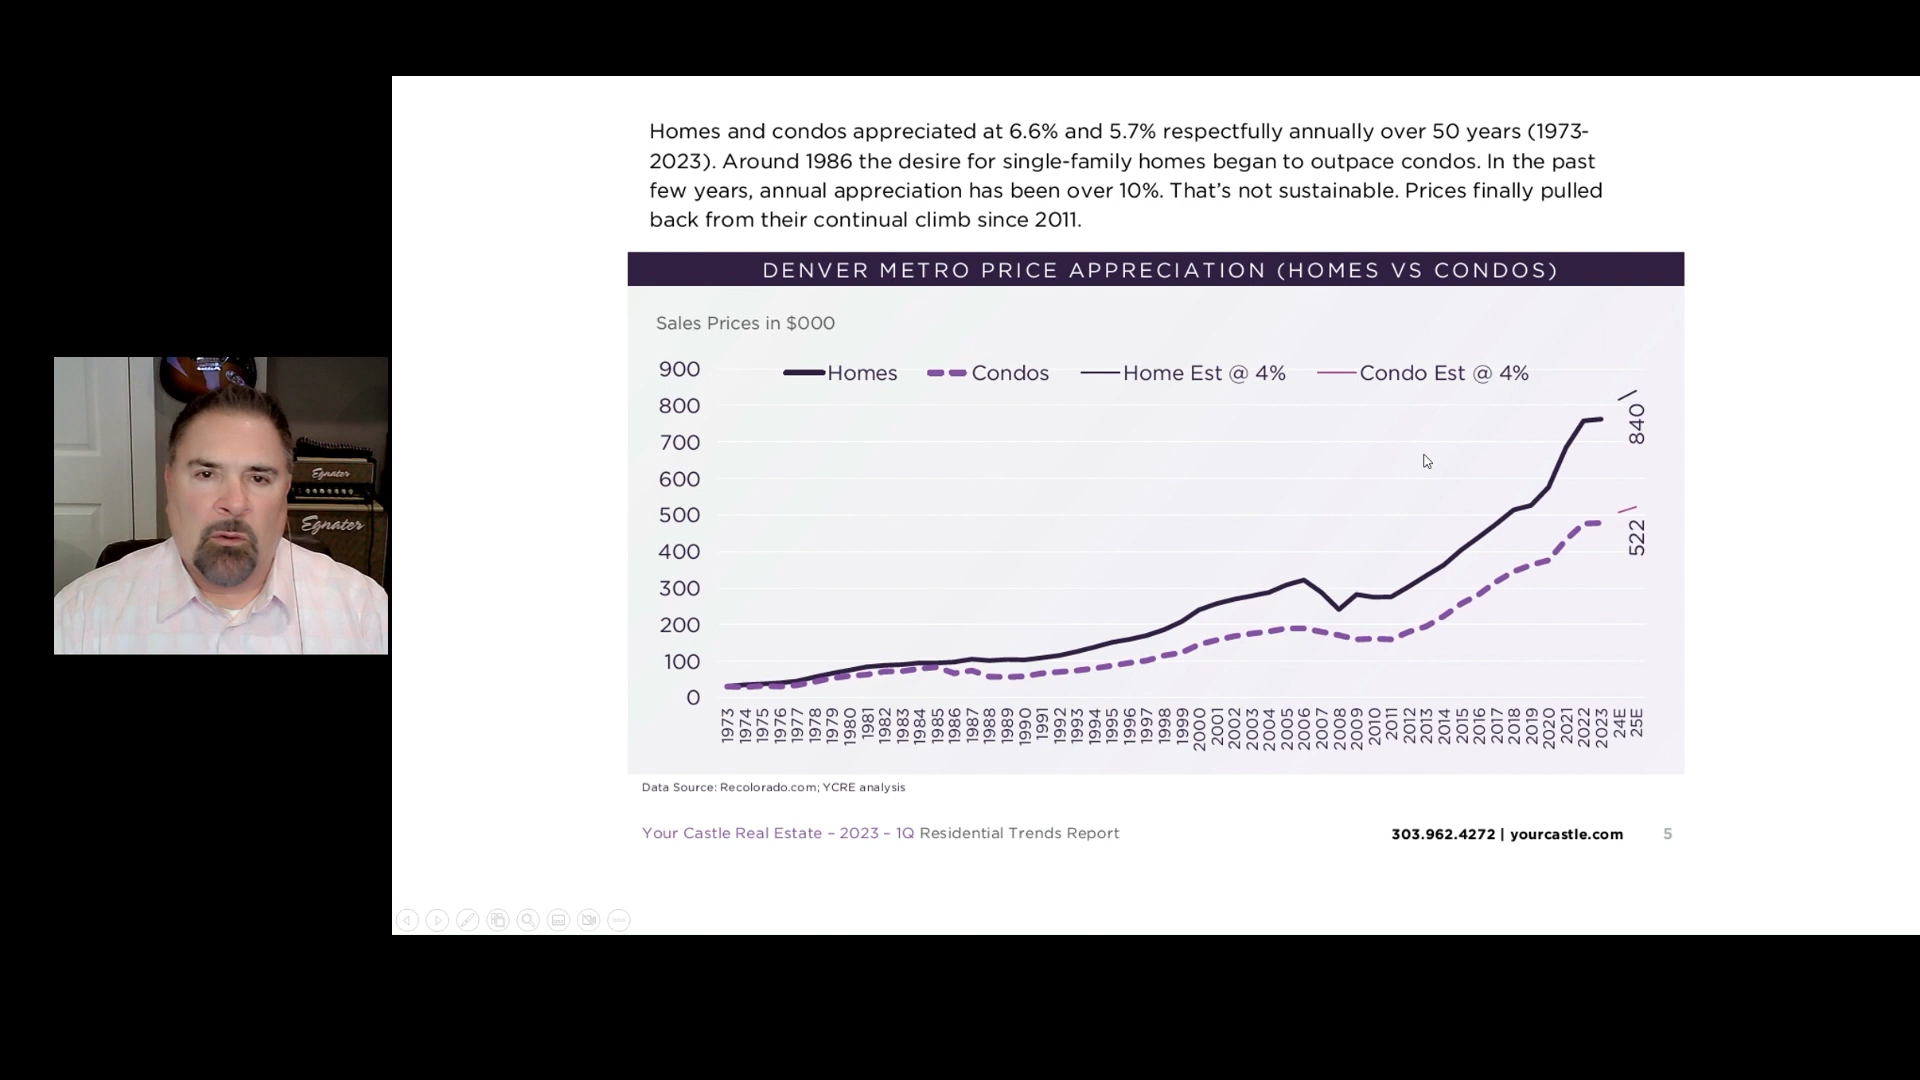 Homes and condos appreciated at 6.6% and 5.7% respectfully annually over 50 years (1973-
2023). Around 1986 the desire for single-family homes began to outpace condos. In the past
few years, annual appreciation has been over 10%. That’s not sustainable. Prices finally pulled
back from their continual climb since 2011.
DENVER METRO PRICE APPRECIATION (HOMES VS CONDOS)
Sales Prices in $000
Homes Condos Home Est @ 4% Condo Est @ 4%
900
800
700
600
500
400
300
200
100
0
840
522
1973 1974 1975 1976 1977 1978 1979 1980 1981 1982 1983 1984 1985 1986 1987 1988 1989 1990 1991 1992 1993 1994 1995 1996 1997 1998 1999 2000 2001 2002 2003 2004 2005 2006 2007 2008 2009 2010 2011 2012 2013 2014 2015 2016 2017 2018 2019 2020 2021 2022 2023 24E 25E
Data Source: Recolorado.com; YCRE analysis
Your Castle Real Estate – 2023 – 1Q Residential Trends Report
303.962.4272 | yourcastle.com 5
Egnater
Egnater